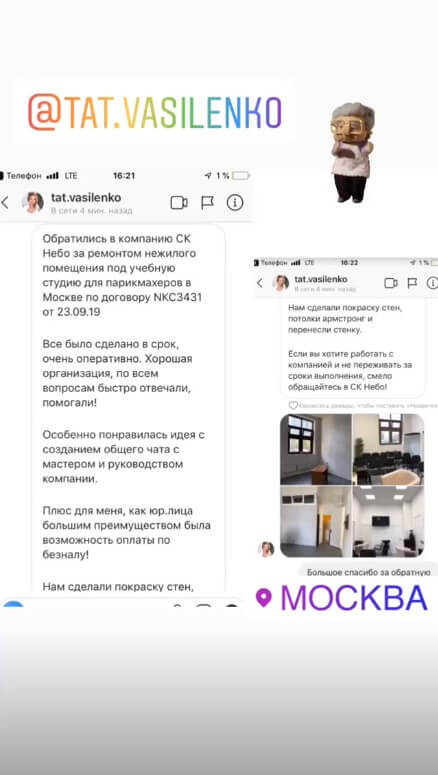 @TAT.VASILENKO
Телефон LTE 16:21 1 %
tat.vasilenko
В сети 4 мин. назад
Обратились в компанию СК
Небо за ремонтом нежилого
помещения под учебную
студию для парикмахеров в
Москве по договору NКС3431
от 23.09.19
Все было сделано в срок,
очень оперативно. Хорошая
организация, по всем
вопросам быстро отвечали,
помогали!
Особенно понравилась идея с
созданием общего чата с
мастером и руководством
компании.
Плюс для меня, как юр.лица
большим преимуществом была
возможность оплаты по
безналу!
Нам сделали покраску стен,
Телефон LTE 16:22 1 %
tat.vasilenko
В сети 4 мин. назад
Нам сделали покраску стен,
потолки армстронг и
перенесли стенку.
Если вы хотите работать с
компанией и не переживать за
сроки выполнения, смело
обращайтесь в СК Небо!
Коснитесь дважды, чтобы поставить
Большое спасибо за обратную
МОСКВА